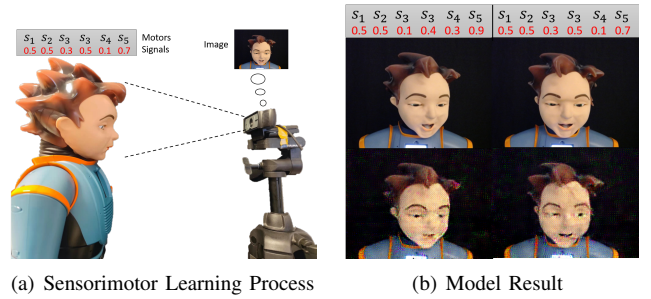 s₁ s₂ s₃ s₃ s₄ s₅
0.5 0.5 0.3 0.5 0.1 0.7
Motors
Signals
Image
(a) Sensorimotor Learning Process
s₁ s₂ s₃ s₃ s₄ s₅ s₁ s₂ s₃ s₃ s₄ s₅
0.5 0.5 0.1 0.4 0.3 0.9 0.5 0.5 0.3 0.5 0.1 0.7
(b) Model Result